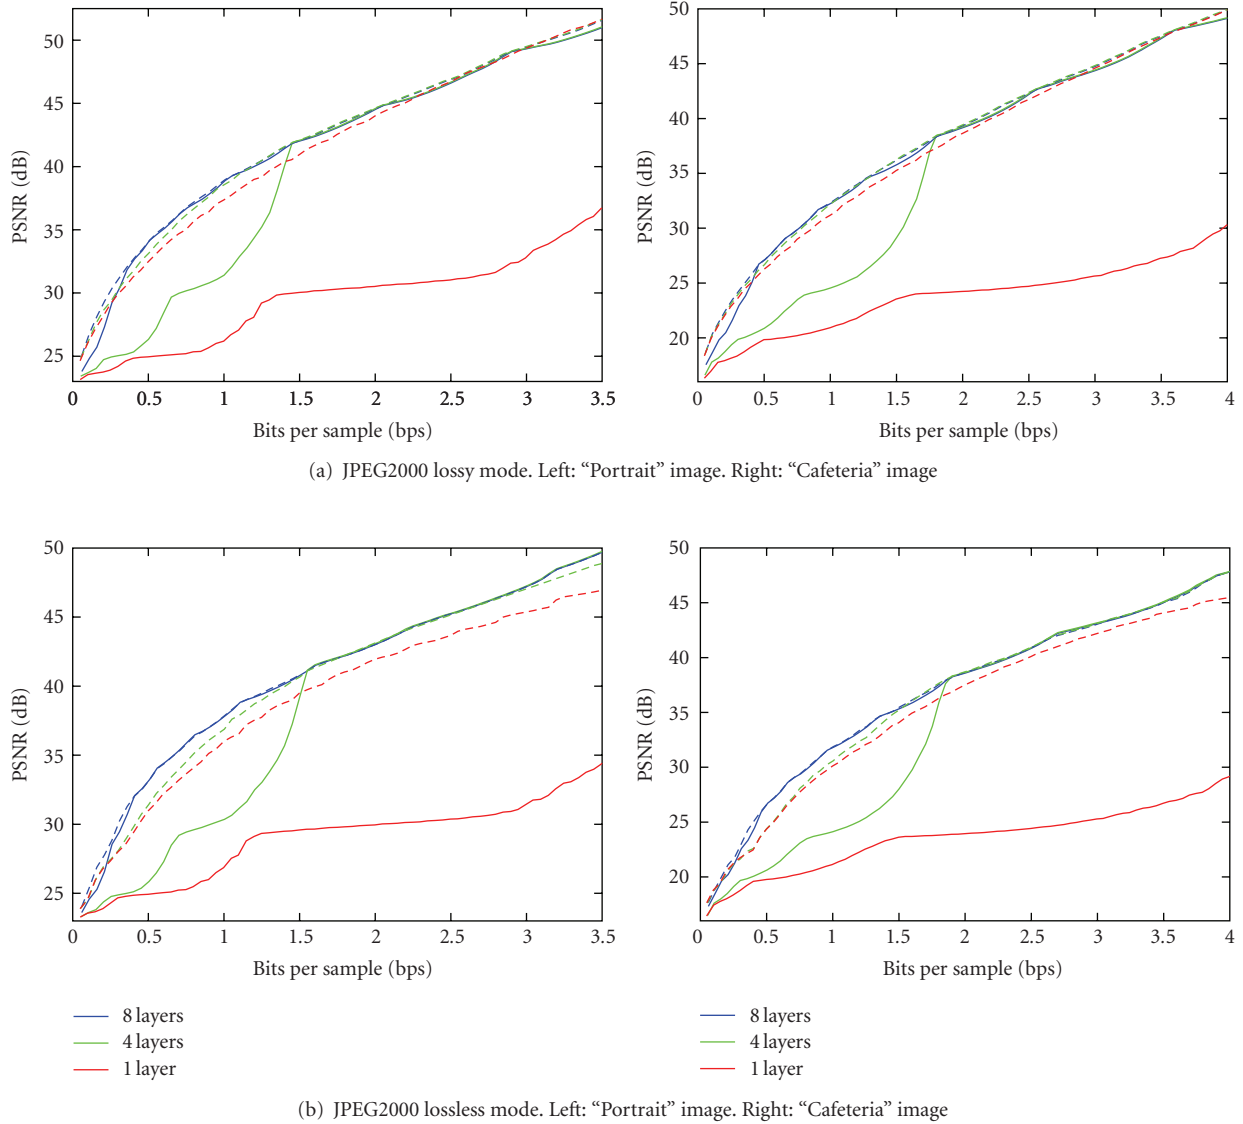 50
45
40
35
30
25
PSNR (dB)
0 0.5 1 1.5 2 2.5 3 3.5
Bits per sample (bps)
50
45
40
35
30
25
20
PSNR (dB)
0 0.5 1 1.5 2 2.5 3 3.5 4
Bits per sample (bps)
(a) JPEG2000 lossy mode. Left: “Portrait” image. Right: “Cafeteria” image
50
45
40
35
30
25
PSNR (dB)
0 0.5 1 1.5 2 2.5 3 3.5
Bits per sample (bps)
8 layers
4 layers
1 layer
50
45
40
35
30
25
20
PSNR (dB)
0 0.5 1 1.5 2 2.5 3 3.5 4
Bits per sample (bps)
8 layers
4 layers
1 layer
(b) JPEG2000 lossless mode. Left: “Portrait” image. Right: “Cafeteria” image